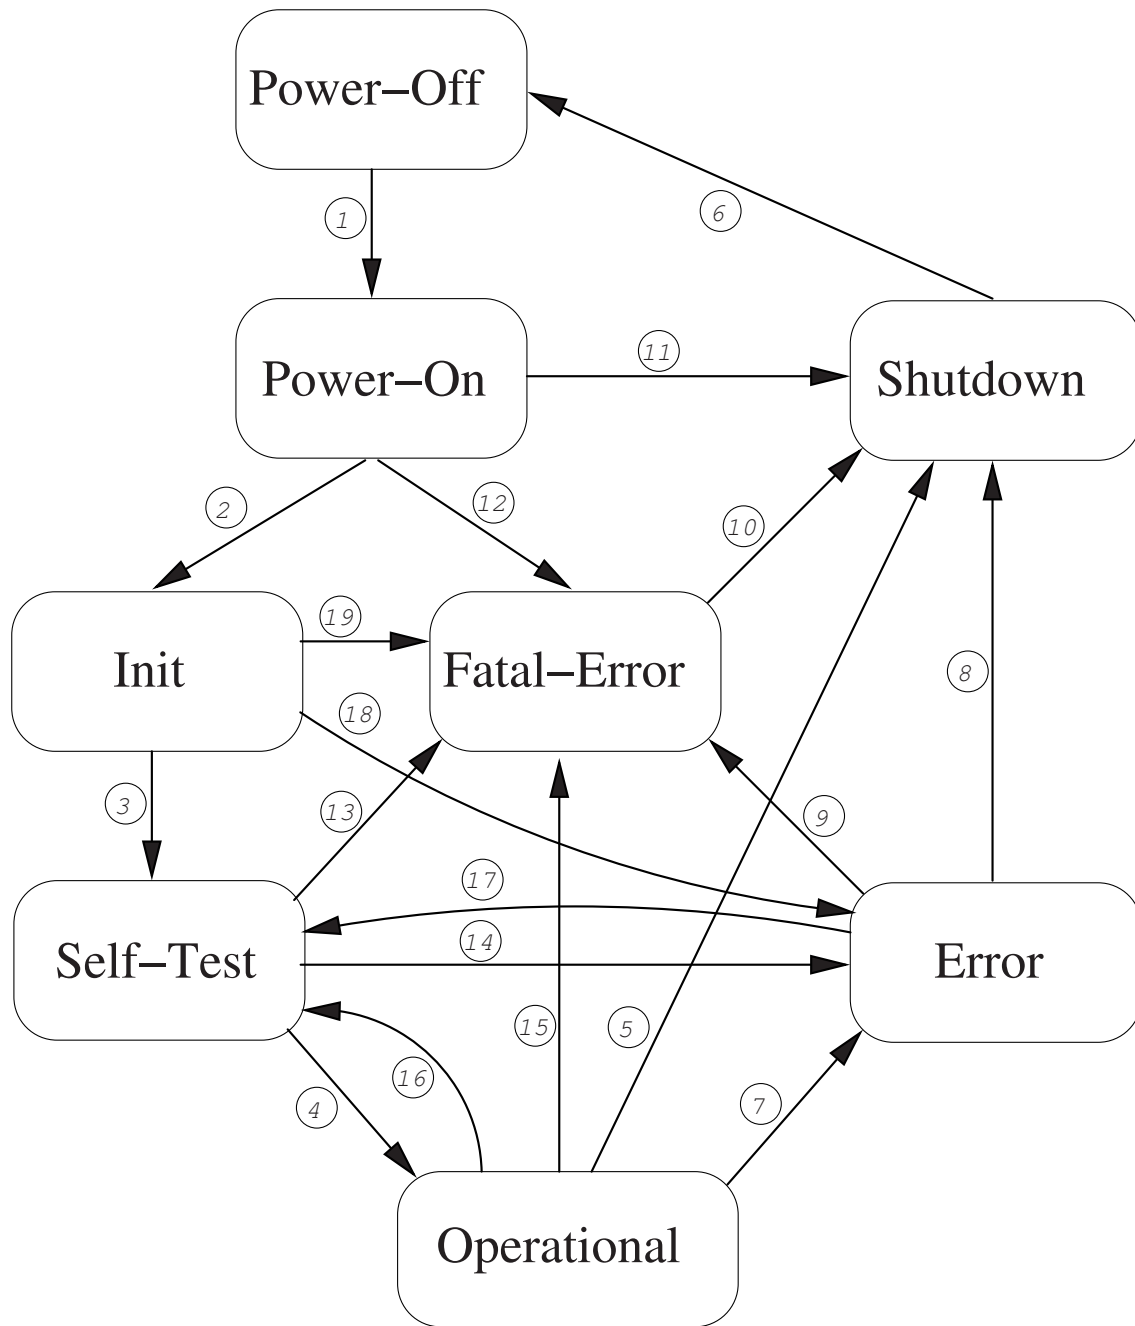 Power–Off
1
6
Power–On
11
Shutdown
2
12
10
19
Init
Fatal–Error
8
18
3
13
9
17
14
Self–Test
Error
15
5
16
4
7
Operational